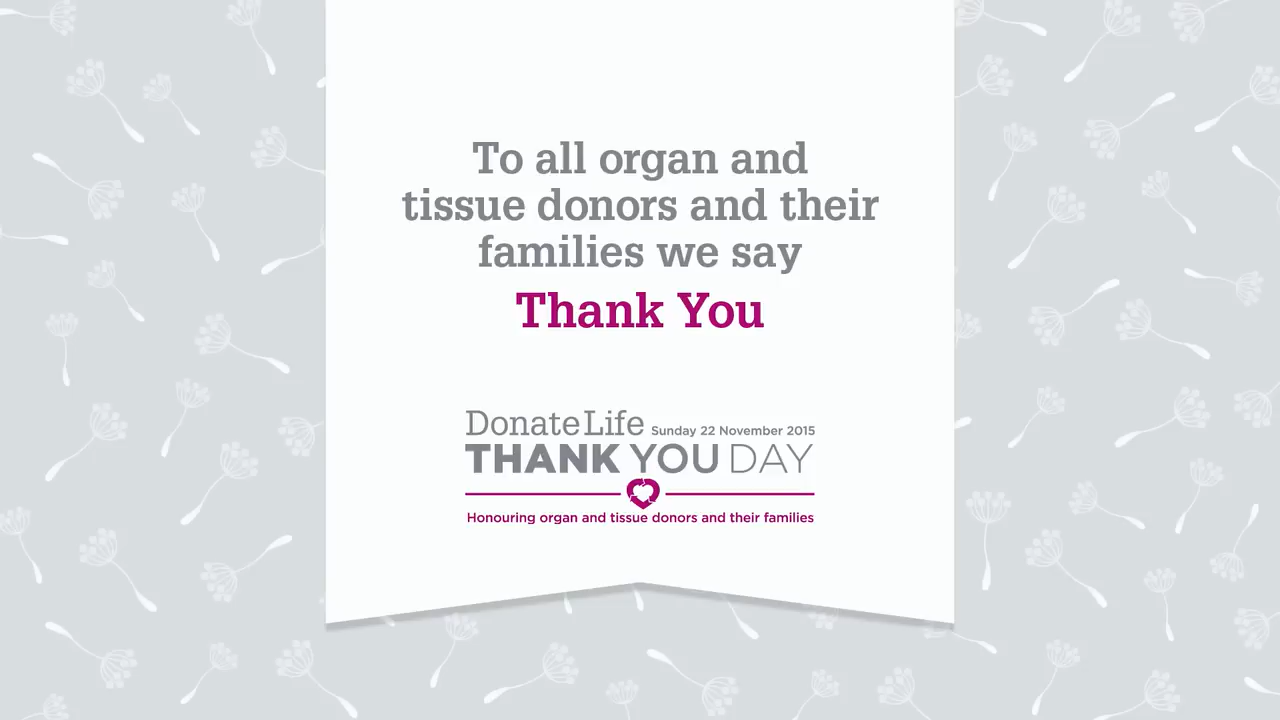 To all organ and
tissue donors and their
families we say
Thank You
DonateLife Sunday 22 November 2015
THANK YOU DAY
Honouring organ and tissue donors and their families